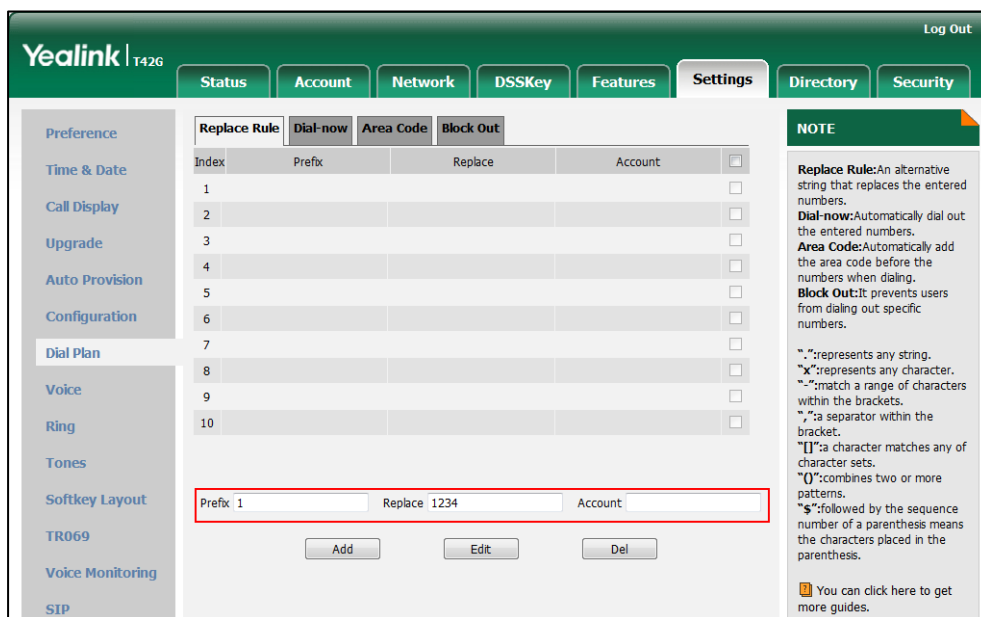 Log Out
Yealink | T42G
Status Account Network DSSKey Features Settings Directory Security
Preference
Time & Date
Call Display
Upgrade
Auto Provision
Configuration
Dial Plan
Voice
Ring
Tones
Softkey Layout
TR069
Voice Monitoring
SIP
Replace Rule Dial-now Area Code Block Out
Index Prefix Replace Account
1
2
3
4
5
6
7
8
9
10
Prefix 1 Replace 1234 Account
Add Edit Del
NOTE
Replace Rule:An alternative
string that replaces the entered
numbers.
Dial-now:Automatically dial out
the entered numbers.
Area Code:Automatically add
the area code before the
numbers when dialing.
Block Out:It prevents users
from dialing out specific
numbers.
".":represents any string.
"x":represents any character.
"-":match a range of characters
within the brackets.
",":a separator within the
bracket.
"[]":a character matches any of
character sets.
"()":combines two or more
patterns.
"$":followed by the sequence
number of a parenthesis means
the characters placed in the
parenthesis.
? You can click here to get
more guides.